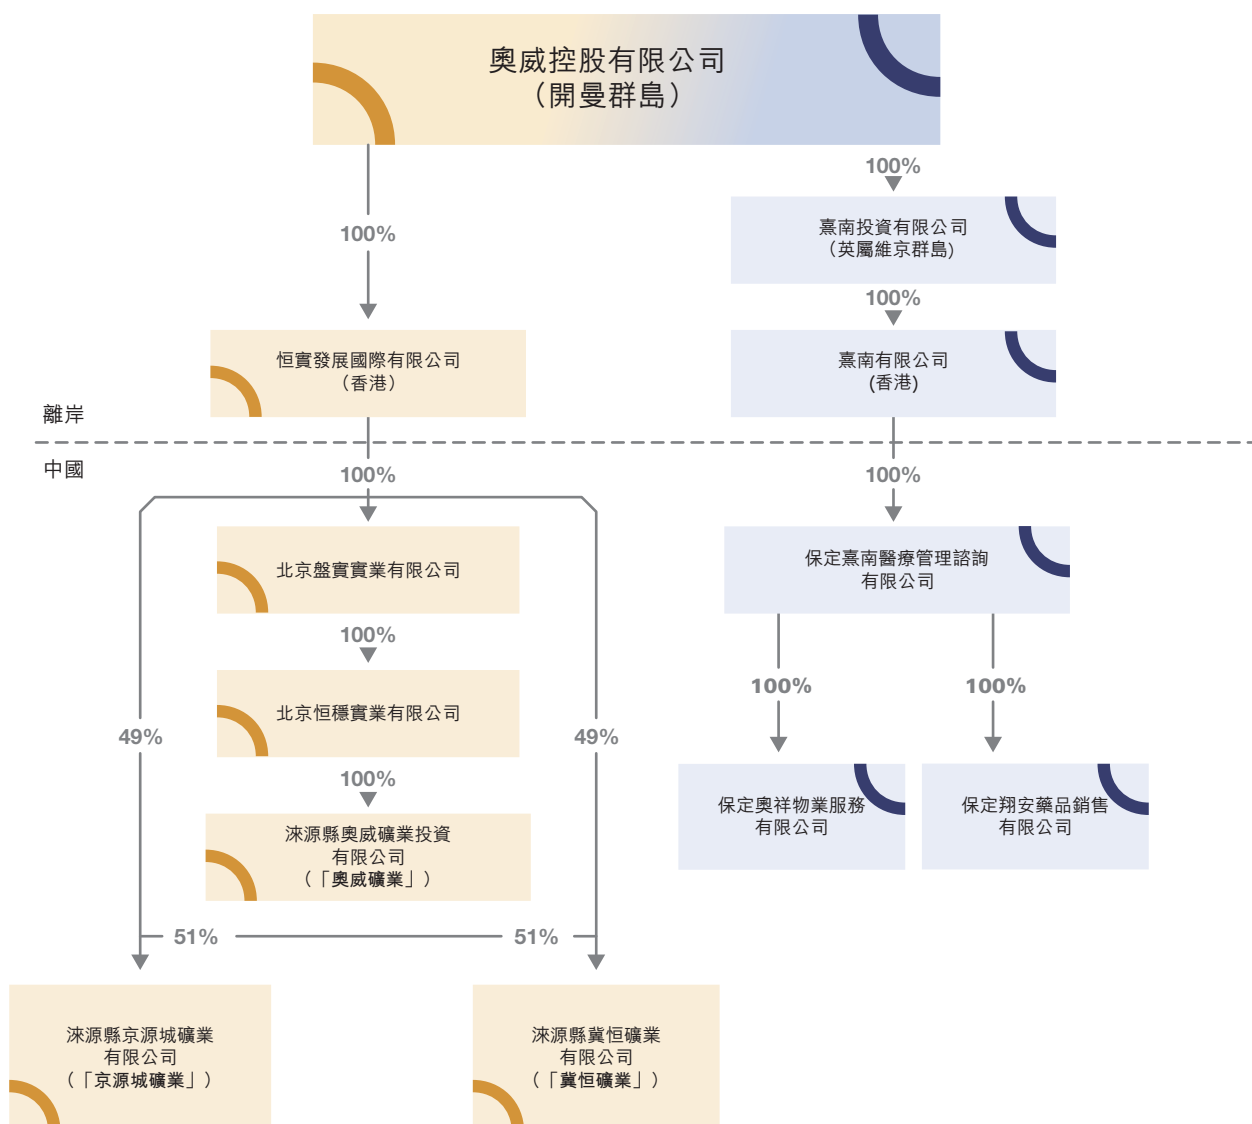 奧威控股有限公司
（開曼群島）
100%
100%
熹南投資有限公司
（英屬維京群島)
100%
恒實發展國際有限公司
（香港）
熹南有限公司
(香港)
離岸
中國
100%
100%
北京盤實實業有限公司
保定熹南醫療管理諮詢
有限公司
100%
北京恒穩實業有限公司
100%
100%
49%
49%
100%
淶源縣奧威礦業投資
有限公司
（「奧威礦業」）
保定奧祥物業服務
有限公司
保定翔安藥品銷售
有限公司
51%
51%
淶源縣京源城礦業
有限公司
（「京源城礦業」）
淶源縣冀恒礦業
有限公司
（「冀恒礦業」）